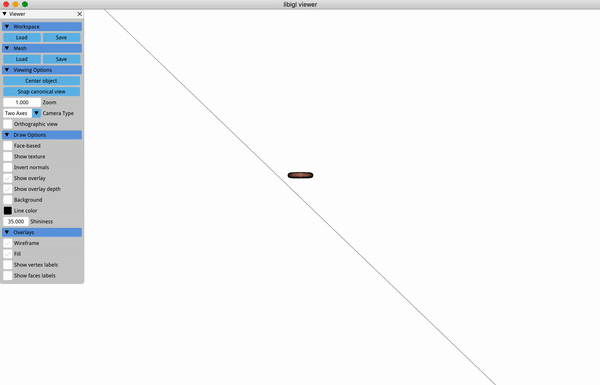 libigl viewer
Viewer
Workspace
Load Save
Mesh
Load Save
Viewing Options
Center object
Snap canonical view
1.000 Zoom
Two Axes Camera Type
Orthographic view
Draw Options
Face-based
Show texture
Invert normals
Show overlay
Show overlay depth
Background
Line color
35.000 Shininess
Overlays
Wireframe
Fill
Show vertex labels
Show faces labels